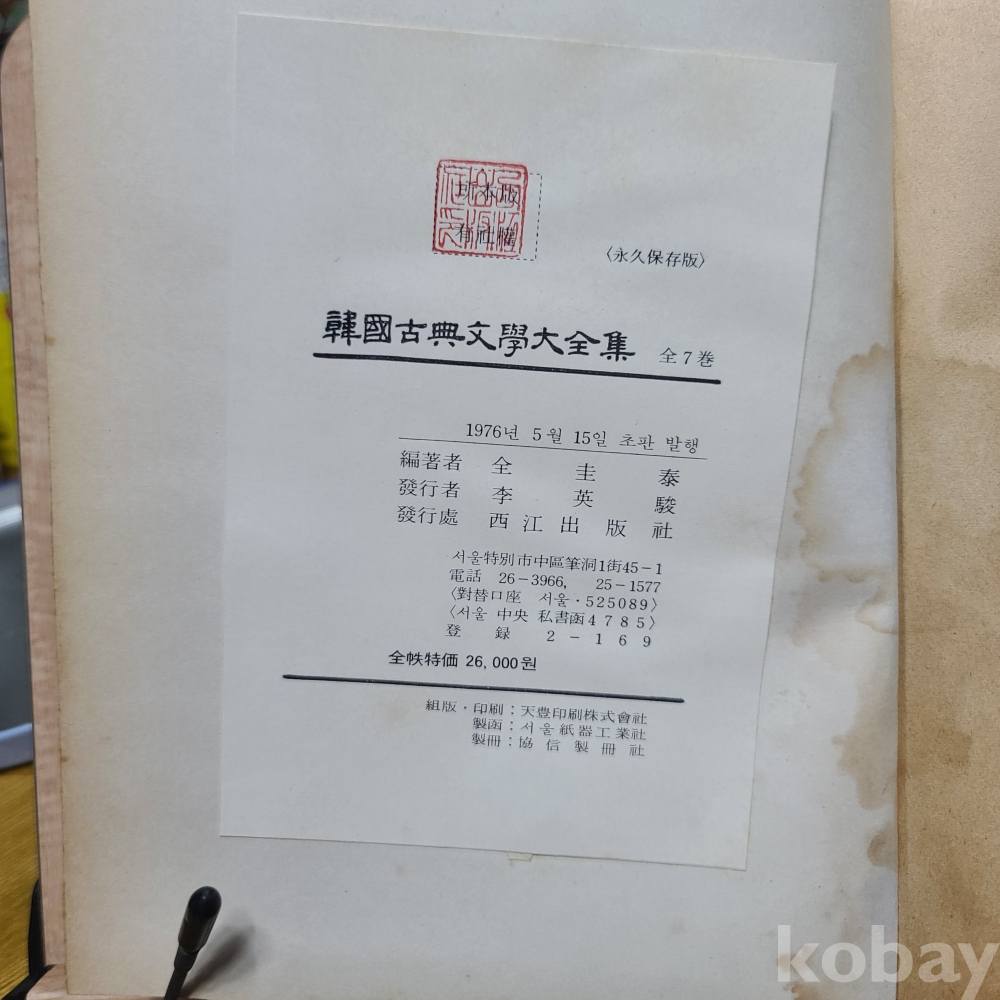 版權
本社
所有
〈永久保存版〉
韓國古典文學大全集 全7巻
1976년 5월 15일 초판 발행
編著者 全圭泰
發行者 李英駿
發行處 西江出版社
서울特別市中區筆洞1街45-1
電話 26-3966, 25-1577
〈對替口座 서울·525089〉
〈서울 中央 私書函4785〉
登録 2-169
全帙特価 26,000원
組版·印刷:天豊印刷株式會社
製函:서울紙器工業社
製冊:協信製冊社
kobay